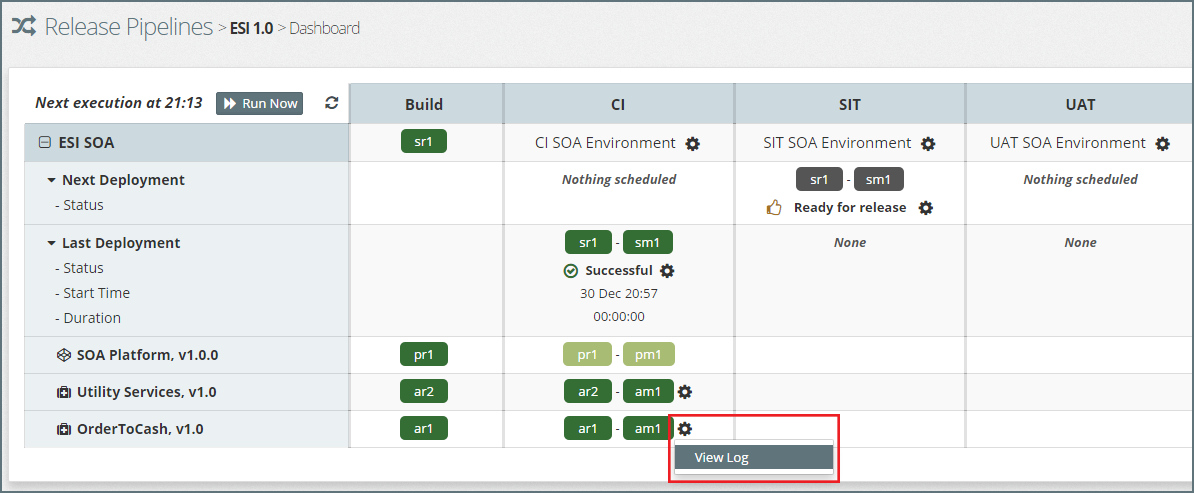 Release Pipelines > ESI 1.0 > Dashboard
Next execution at 21:13 Run Now Build CI SIT UAT
ESI SOA sr1 CI SOA Environment SIT SOA Environment UAT SOA Environment
Next Deployment Nothing scheduled sr1 - sm1 Nothing scheduled
- Status Ready for release
Last Deployment sr1 - sm1 None None
- Status Successful
- Start Time 30 Dec 20:57
- Duration 00:00:00
SOA Platform, v1.0.0 pr1 pr1 - pm1
Utility Services, v1.0 ar2 ar2 - am1
OrderToCash, v1.0 ar1 ar1 - am1
View Log